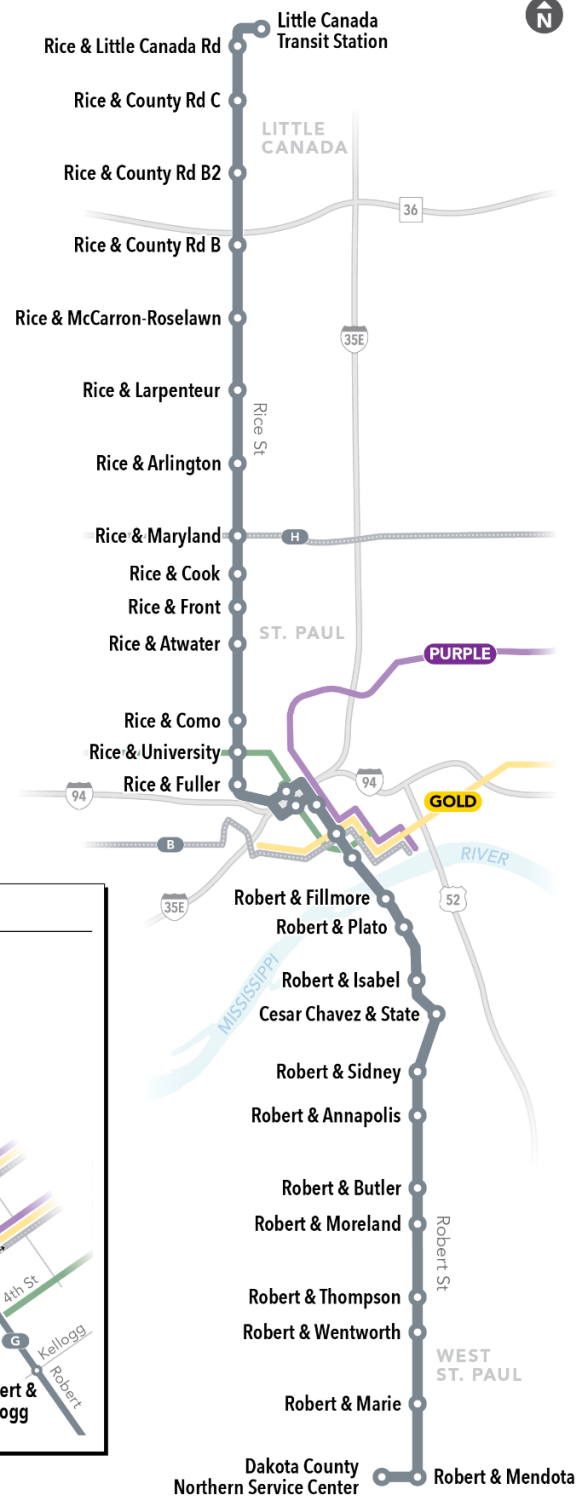 N
Little Canada
Transit Station
Rice & Little Canada Rd
Rice & County Rd C
LITTLE
CANADA
Rice & County Rd B2
36
Rice & County Rd B
Rice & McCarron-Roselawn
35E
Rice & Larpenteur
Rice St
Rice & Arlington
Rice & Maryland
H
Rice & Cook
Rice & Front
ST. PAUL
Rice & Atwater
PURPLE
Rice & Como
Rice & University
Rice & Fuller
94
94
GOLD
B
RIVER
35E
52
Robert & Fillmore
Robert & Plato
MISSISSIPPI
Robert & Isabel
Cesar Chavez & State
Robert & Sidney
Robert & Annapolis
Robert & Butler
Robert & Moreland
Robert St
Robert & Thompson
Robert & Wentworth
WEST
ST. PAUL
Robert & Marie
Dakota County
Northern Service Center
Robert & Mendota
4th St
G
Kellogg
Robert
ert &
ogg